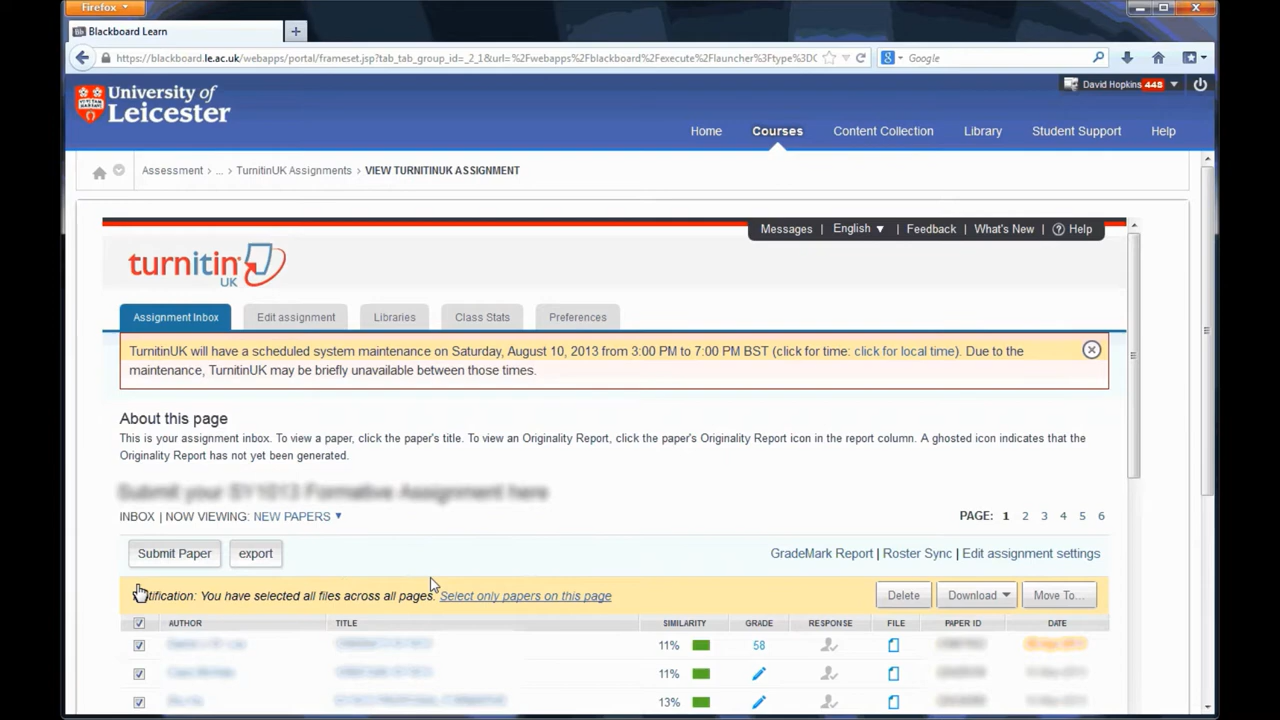 Firefox
Blackboard Learn
https://blackboard.le.ac.uk/webapps/portal/frameset.jsp?tab_tab_group_id=_2_1&url=%2Fwebapps%2Fblackboard%2Fexecute%2Flauncher%3Ftype%3DC
Google
David Hopkins 448
University of
Leicester
Home Courses Content Collection Library Student Support Help
Assessment > ... > TurnitinUK Assignments > VIEW TURNITINUK ASSIGNMENT
Messages English ▼ Feedback What's New ? Help
turnitin
UK
Assignment Inbox Edit assignment Libraries Class Stats Preferences
TurnitinUK will have a scheduled system maintenance on Saturday, August 10, 2013 from 3:00 PM to 7:00 PM BST (click for time: click for local time). Due to the
maintenance, TurnitinUK may be briefly unavailable between those times.
About this page
This is your assignment inbox. To view a paper, click the paper's title. To view an Originality Report, click the paper's Originality Report icon in the report column. A ghosted icon indicates that the
Originality Report has not yet been generated.
Submit your SY1013 Formative Assignment here
INBOX | NOW VIEWING: NEW PAPERS ▼ PAGE: 1 2 3 4 5 6
Submit Paper export GradeMark Report | Roster Sync | Edit assignment settings
tification: You have selected all files across all pages. Select only papers on this page Delete Download ▼ Move To...
AUTHOR TITLE SIMILARITY GRADE RESPONSE FILE PAPER ID DATE
11% 58
11%
13%